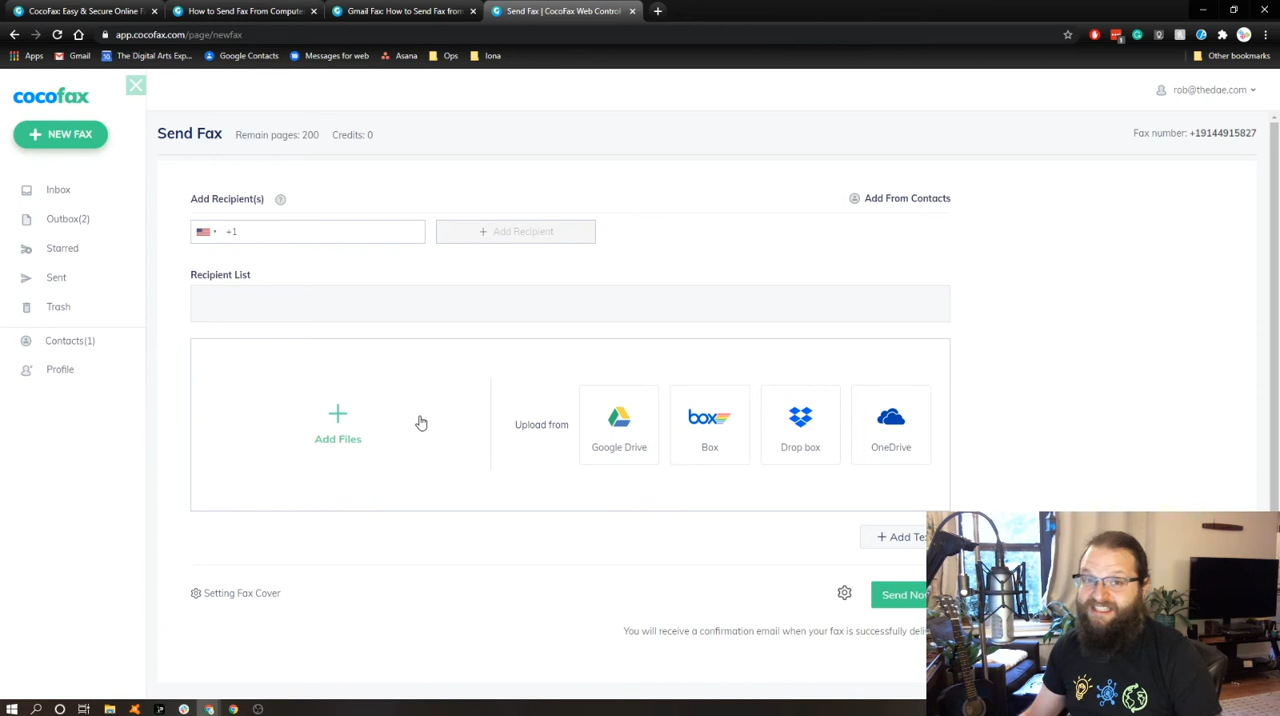 CocoFax Easy & Secure Online F
How to Send Fax From Compute
Gmail Fax: How to Send Fax from
Send Fax | CocoFax Web Control
app.cocofax.com/page/newfax
Apps
Gmail
The Digital Arts Exp...
Google Contacts
Messages for web
Asana
Ops
Iona
Other bookmarks
cocofax
rob@thedae.com
NEW FAX
Send Fax
Remain pages: 200
Credits: 0
Fax number: +19144915827
Inbox
Outbox(2)
Starred
Sent
Trash
Contacts(1)
Profile
Add Recipient(s)
Add From Contacts
+1
+ Add Recipient
Recipient List
Add Files
Upload from
Google Drive
box
Box
Drop box
OneDrive
+ Add Te
Setting Fax Cover
Send No
You will receive a confirmation email when your fax is successfully deli